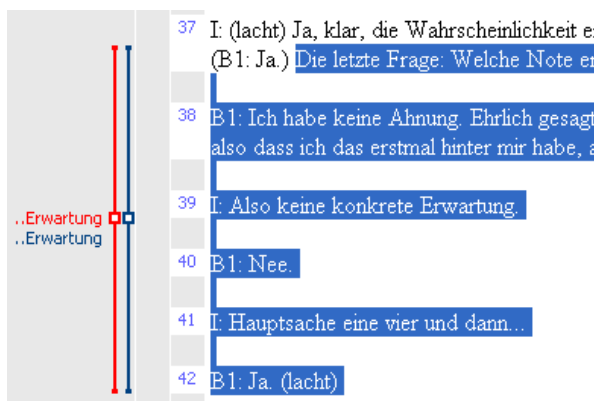 37 I: (lacht) Ja, klar, die Wahrscheinlichkeit
(B1: Ja.) Die letzte Frage: Welche Note
38 B1: Ich habe keine Ahnung. Ehrlich gesagt
also dass ich das erstmal hinter mir habe,
39 I: Also keine konkrete Erwartung.
..Erwartung
..Erwartung
40 B1: Nee.
41 I: Hauptsache eine vier und dann...
42 B1: Ja. (lacht)